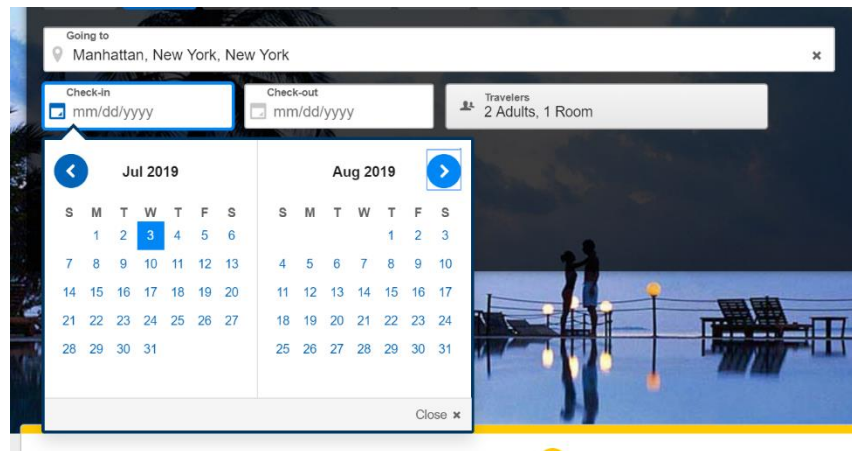 Going to
Manhattan, New York, New York ×
Check-in
mm/dd/yyyy
Check-out
mm/dd/yyyy
Travelers
2 Adults, 1 Room
Jul 2019
S M T W T F S
1 2 3 4 5 6
7 8 9 10 11 12 13
14 15 16 17 18 19 20
21 22 23 24 25 26 27
28 29 30 31
Aug 2019
S M T W T F S
1 2 3
4 5 6 7 8 9 10
11 12 13 14 15 16 17
18 19 20 21 22 23 24
25 26 27 28 29 30 31
Close ×